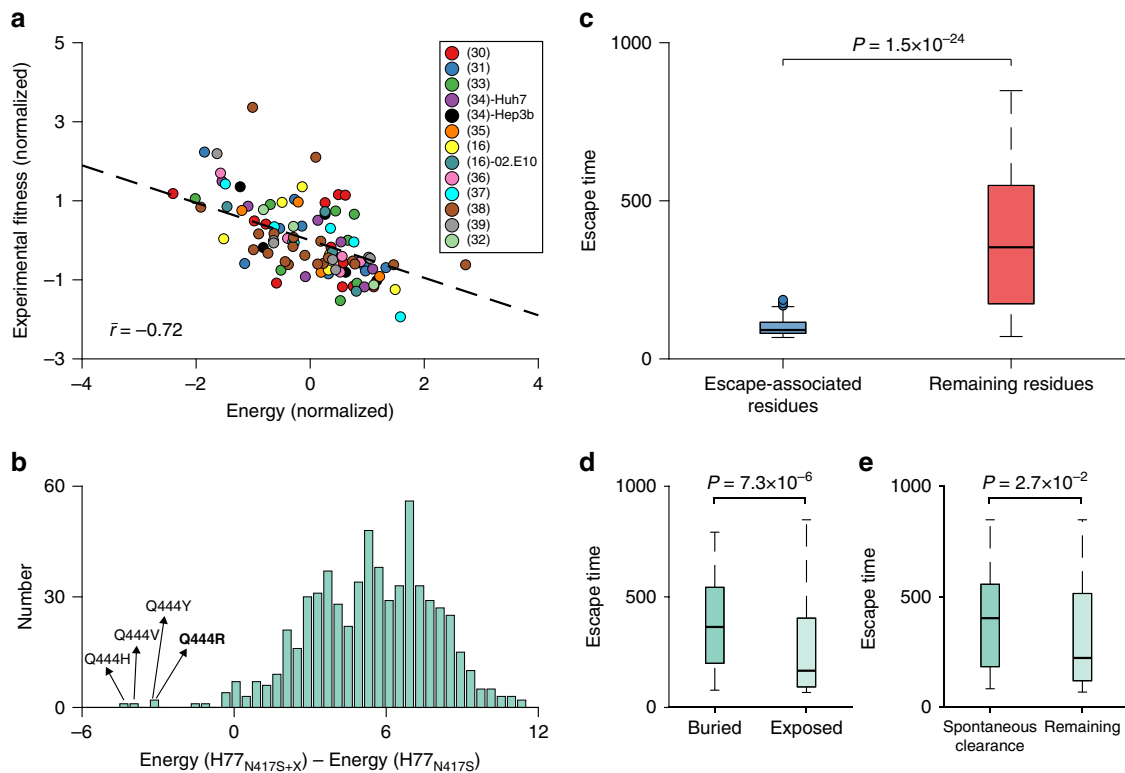 a
5
3
1
−1
−3
−4
−2
0
2
4
Experimental fitness (normalized)
Energy (normalized)
r̄ = −0.72
(30)
(31)
(33)
(34)-Huh7
(34)-Hep3b
(35)
(16)
(16)-02.E10
(36)
(37)
(38)
(39)
(32)
c
1000
500
0
Escape time
P = 1.5×10⁻²⁴
Escape-associated
residues
Remaining residues
b
60
30
0
Number
Q444H
Q444V
Q444Y
Q444R
−6
0
6
12
Energy (H77N417S+X) – Energy (H77N417S)
d
1000
500
0
Escape time
P = 7.3×10⁻⁶
Buried
Exposed
e
1000
500
0
Escape time
P = 2.7×10⁻²
Spontaneous
clearance
Remaining